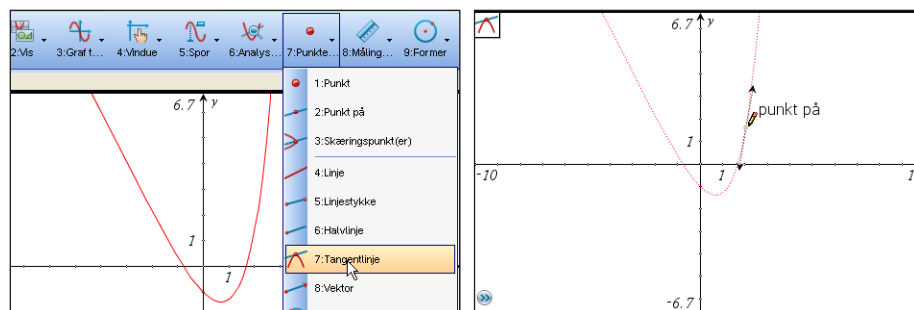 2:Vis 3:Graf t... 4:Vindue 5:Spor 6:Analys... 7:Punkte... 8:Måling... 9:Former
1:Punkt
2:Punkt på
3:Skæringspunkt(er)
4:Linje
5:Linjestykke
6:Halvlinje
7:Tangentlinje
8:Vektor
6.7 y
1
1
6.7 y
punkt på
1
-10 1 1
-6.7